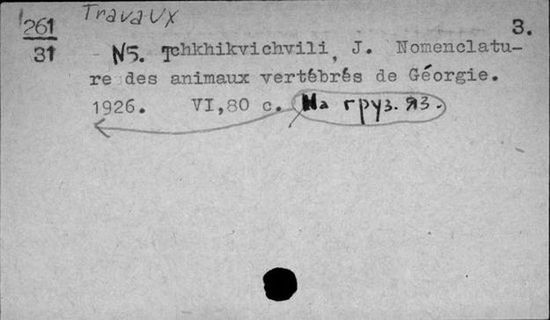 Travaux
261
31
3.
N5. Tchkhikvichvili, J. Nomenclatu-
re des animaux vertébrés de Géorgie.
1926. VI,80 с. На груз. яз.